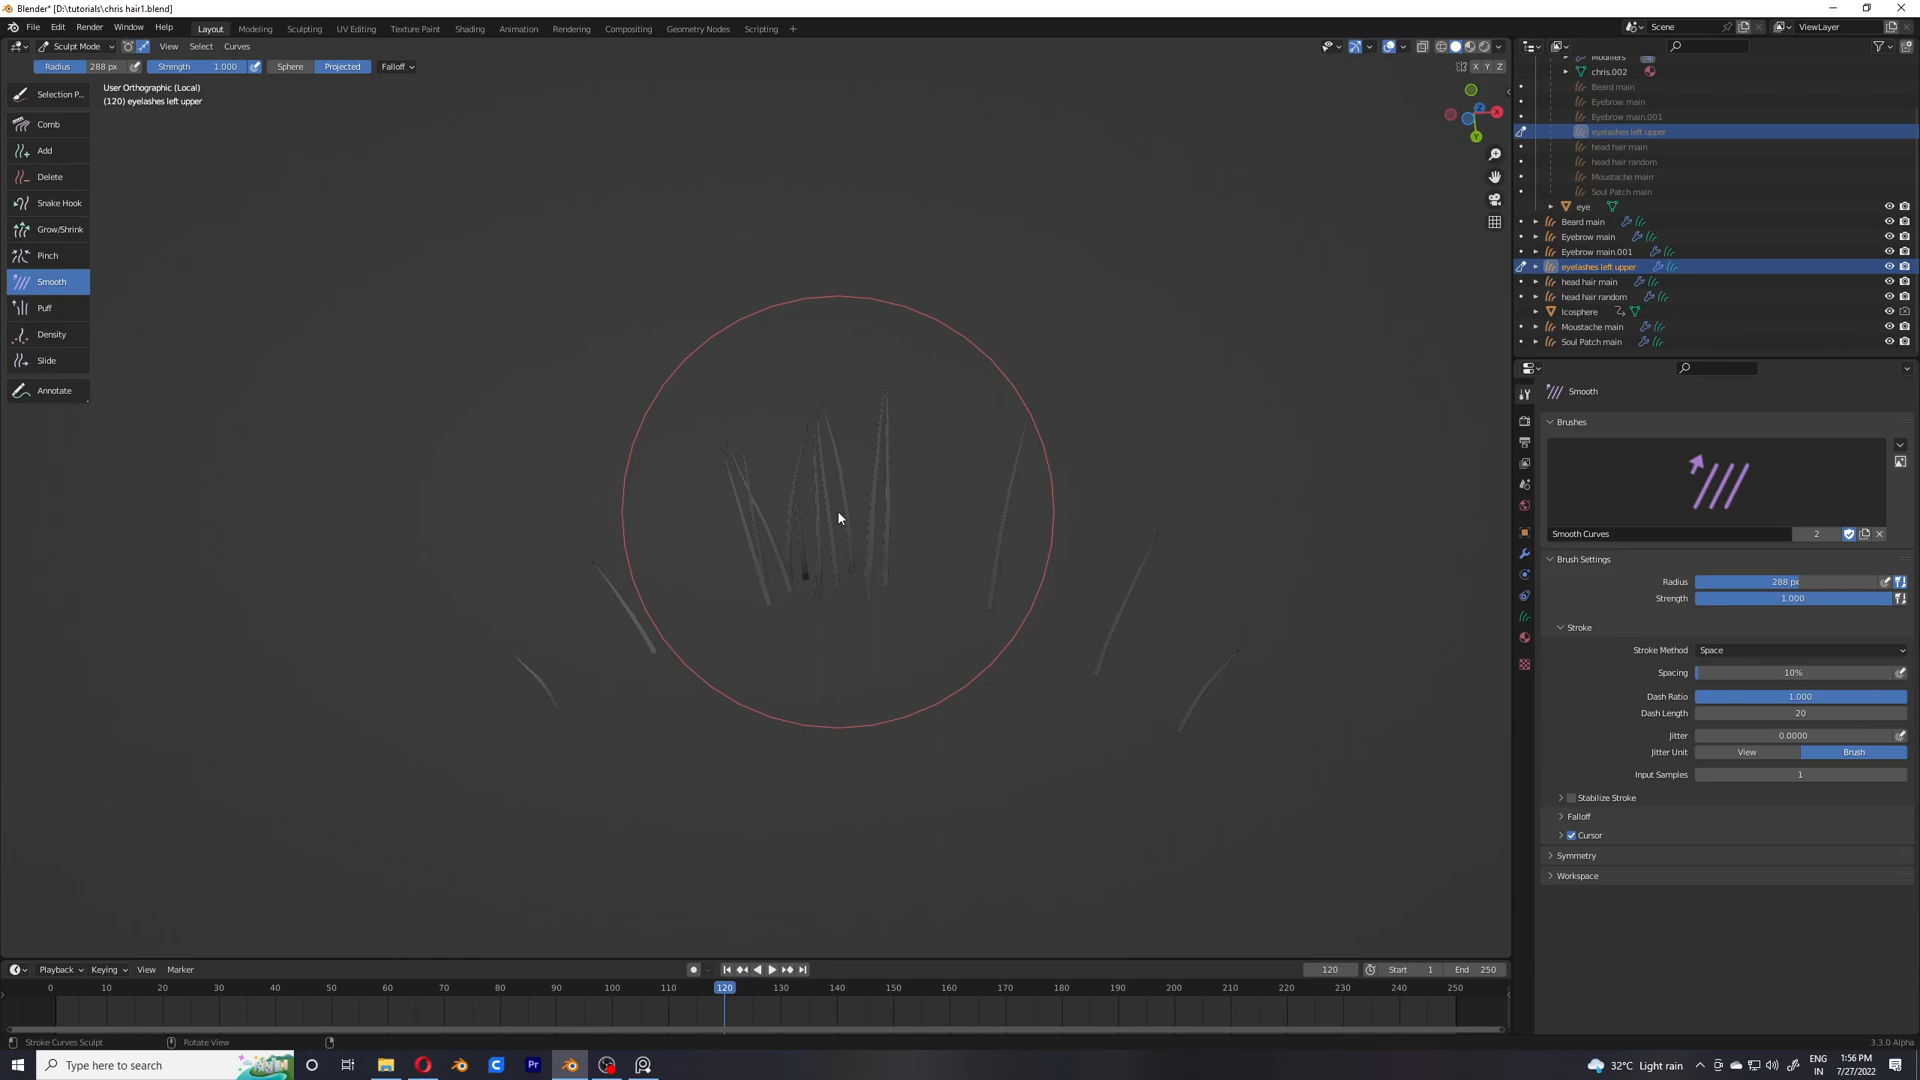 Blender* [D:\tutorials\chris hair1.blend]
File Edit Render Window Help Layout Modeling Sculpting UV Editing Texture Paint Shading Animation Rendering Compositing Geometry Nodes Scripting Scene ViewLayer
Sculpt Mode View Select Curves
Radius 288 px Strength 1.000 Sphere Projected Falloff
X Y Z
User Orthographic (Local)
(120) eyelashes left upper
Selection P...
Comb
Add
Delete
Snake Hook
Grow/Shrink
Pinch
Smooth
Puff
Density
Slide
Annotate
X
Y
Z
Modifiers
chris.002
Beard main
Eyebrow main
Eyebrow main.001
eyelashes left upper
head hair main
head hair random
Moustache main
Soul Patch main
eye
Beard main
Eyebrow main
Eyebrow main.001
eyelashes left upper
head hair main
head hair random
Icosphere
Moustache main
Soul Patch main
Smooth
Brushes
Smooth Curves 2
Brush Settings
Radius 288 px
Strength 1.000
Stroke
Stroke Method Space
Spacing 10%
Dash Ratio 1.000
Dash Length 20
Jitter 0.0000
Jitter Unit View Brush
Input Samples 1
Stabilize Stroke
Falloff
Cursor
Symmetry
Workspace
Playback Keying View Marker 120 Start 1 End 250
0 10 20 30 40 50 60 70 80 90 100 110 120 130 140 150 160 170 180 190 200 210 220 230 240 250
Stroke Curves Sculpt Rotate View 3.3.0 Alpha
Type here to search
Pr
32°C Light rain
ENG
IN
1:56 PM
7/27/2022